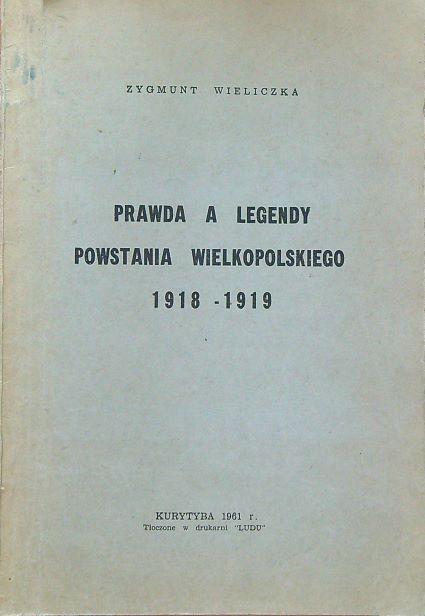 ZYGMUNT WIELICZKA
PRAWDA A LEGENDY
POWSTANIA WIELKOPOLSKIEGO
1918 - 1919
KURYTYBA 1961 r.
Tłoczone w drukarni "LUDU"